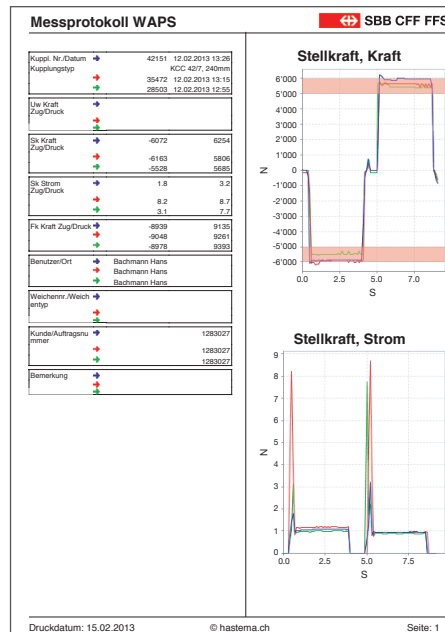 Messprotokoll WAPS
SBB CFF FFS
Kuppl. Nr./Datum 42151 12.02.2013 13:26
Kupplungstyp KCC 42/7, 240mm
35472 12.02.2013 13:15
28503 12.02.2013 12:55
Uw Kraft
Zug/Druck
Sk Kraft -6072 6254
Zug/Druck
-6163 5806
-5528 5685
Sk Strom 1.8 3.2
Zug/Druck
8.2 8.7
3.1 7.7
Fk Kraft Zug/Druck -8939 9135
-9048 9261
-8978 9393
Benutzer/Ort Bachmann Hans
Bachmann Hans
Bachmann Hans
Weichennr./Weich
entyp
Kunde/Auftragsnu 1283027
mmer
1283027
1283027
Bemerkung
Stellkraft, Kraft
6'000
5'000
4'000
3'000
2'000
1'000
0.000
-1'000
-2'000
-3'000
-4'000
-5'000
-6'000
N
0.0 2.5 5.0 7.0
S
Stellkraft, Strom
9
8
7
6
5
4
3
2
1
0
N
0.0 2.5 5.0 7.0
S
Druckdatum: 15.02.2013 © hastema.ch Seite: 1